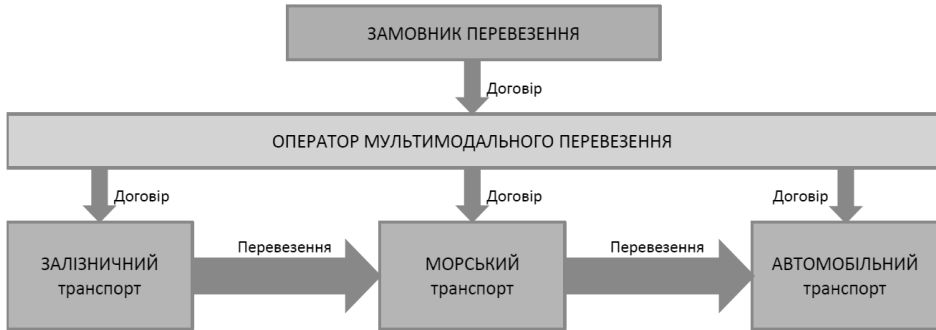 ЗАМОВНИК ПЕРЕВЕЗЕННЯ
Договір
ОПЕРАТОР МУЛЬТИМОДАЛЬНОГО ПЕРЕВЕЗЕННЯ
Договір
Договір
Договір
ЗАЛІЗНИЧНИЙ
транспорт
Перевезення
МОРСЬКИЙ
транспорт
Перевезення
АВТОМОБІЛЬНИЙ
транспорт